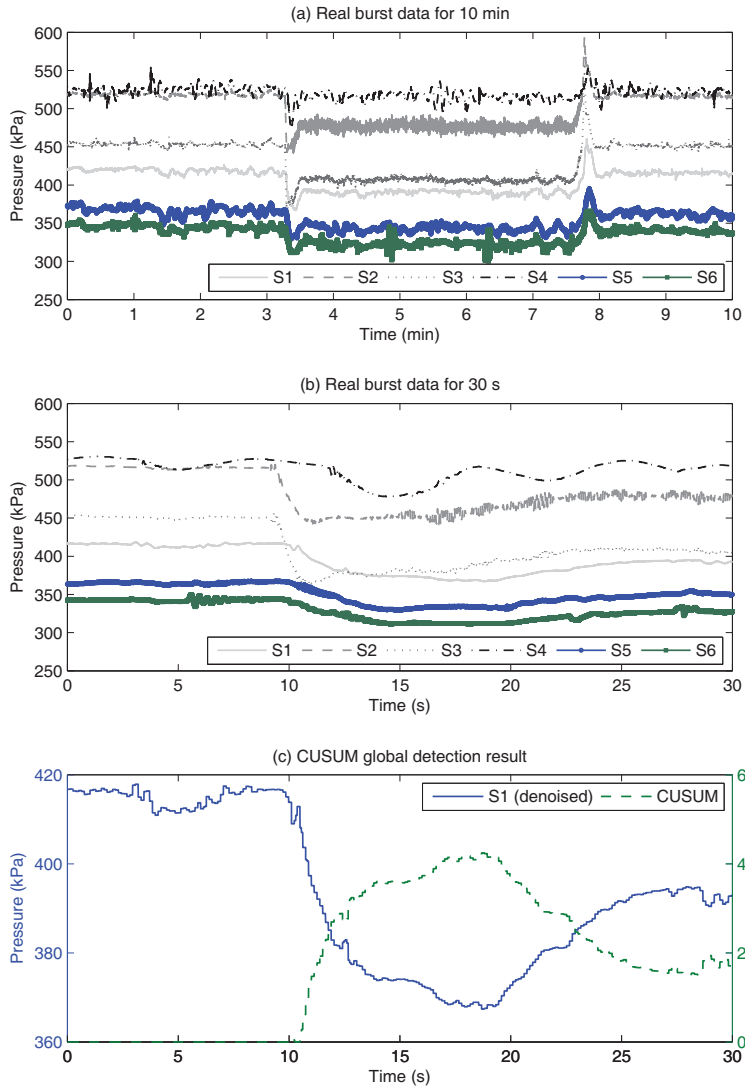 (a) Real burst data for 10 min
600
550
500
450
400
350
300
250
Pressure (kPa)
S1 S2 S3 S4 S5 S6
0 1 2 3 4 5 6 7 8 9 10
Time (min)
(b) Real burst data for 30 s
600
550
500
450
400
350
300
250
Pressure (kPa)
S1 S2 S3 S4 S5 S6
0 5 10 15 20 25 30
Time (s)
(c) CUSUM global detection result
420
400
380
360
Pressure (kPa)
S1 (denoised) CUSUM
6
4
2
0
0 5 10 15 20 25 30
Time (s)